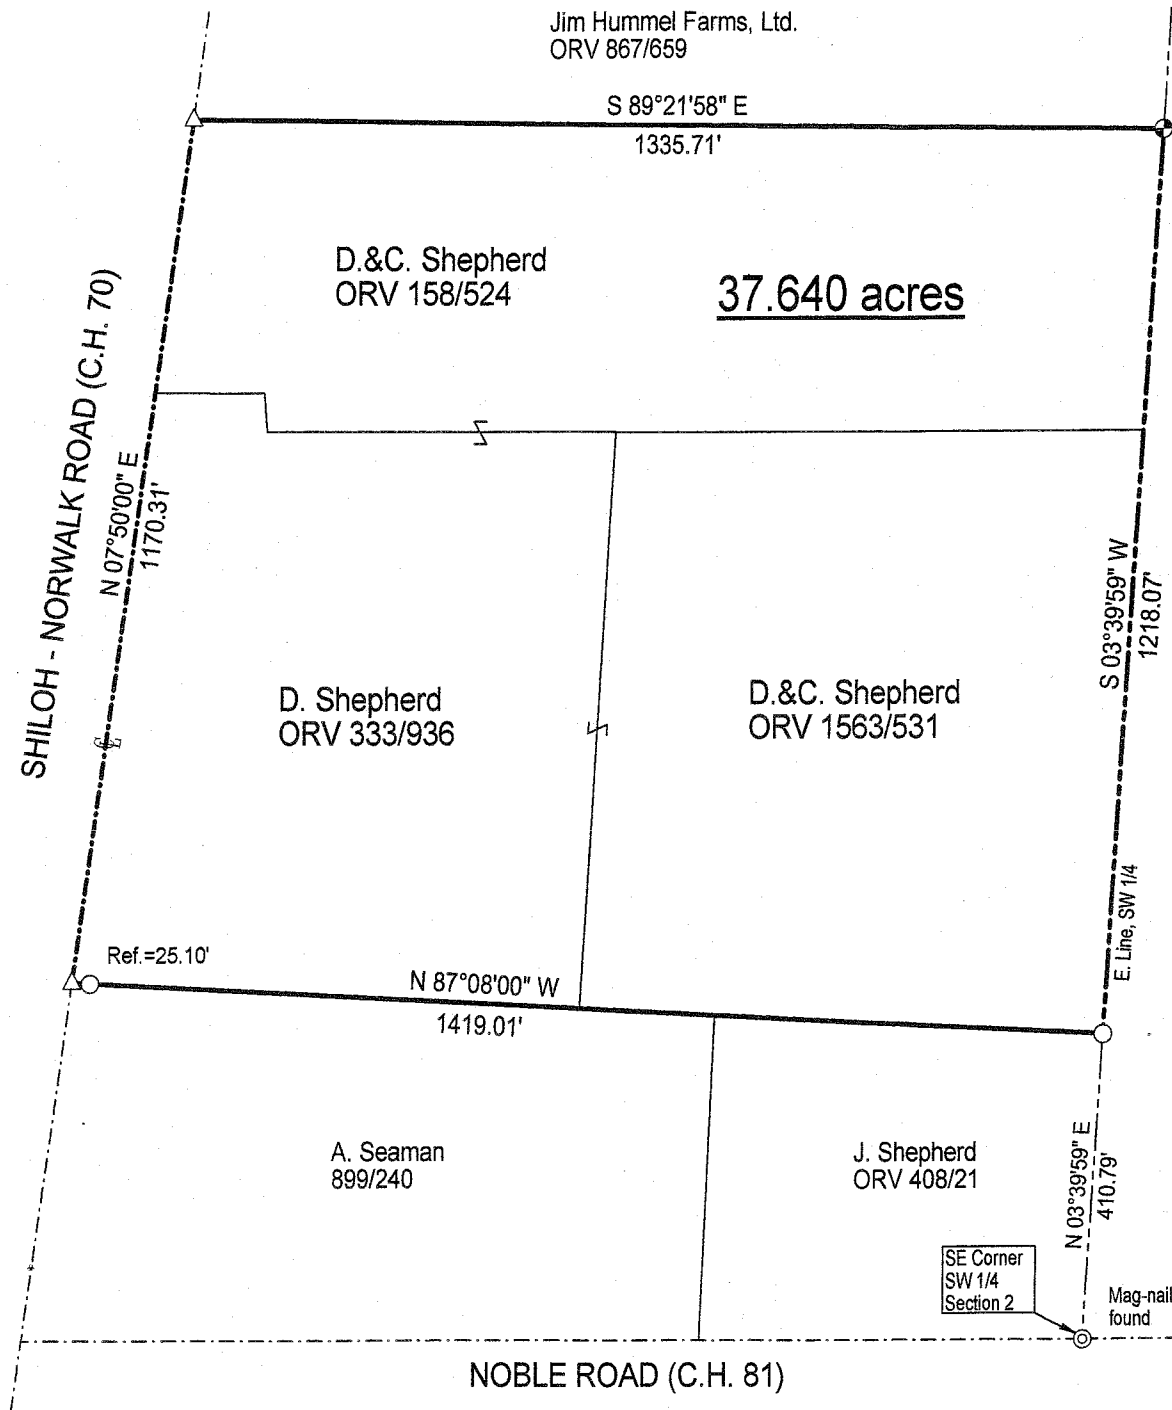 Jim Hummel Farms, Ltd.
ORV 867/659
S 89°21'58" E
1335.71'
D.&C. Shepherd
ORV 158/524
37.640 acres
SHILOH - NORWALK ROAD (C.H. 70)
N 07°50'00" E
1170.31'
S 03°39'59" W
1218.07'
D. Shepherd
ORV 333/936
D.&C. Shepherd
ORV 1563/531
E. Line, SW 1/4
Ref.=25.10'
N 87°08'00" W
1419.01'
A. Seaman
899/240
J. Shepherd
ORV 408/21
N 03°39'59" E
410.79'
SE Corner
SW 1/4
Section 2
Mag-nail
found
NOBLE ROAD (C.H. 81)